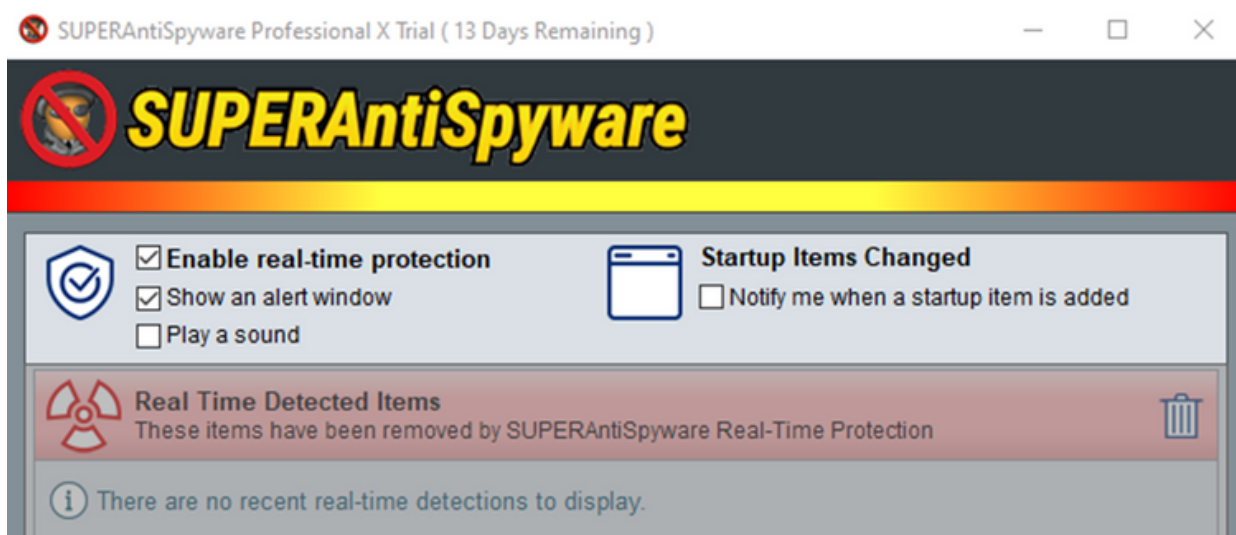 SUPERAntiSpyware Professional X Trial ( 13 Days Remaining )
SUPERAntiSpyware
Enable real-time protection
Show an alert window
Play a sound
Startup Items Changed
Notify me when a startup item is added
Real Time Detected Items
These items have been removed by SUPERAntiSpyware Real-Time Protection
There are no recent real-time detections to display.